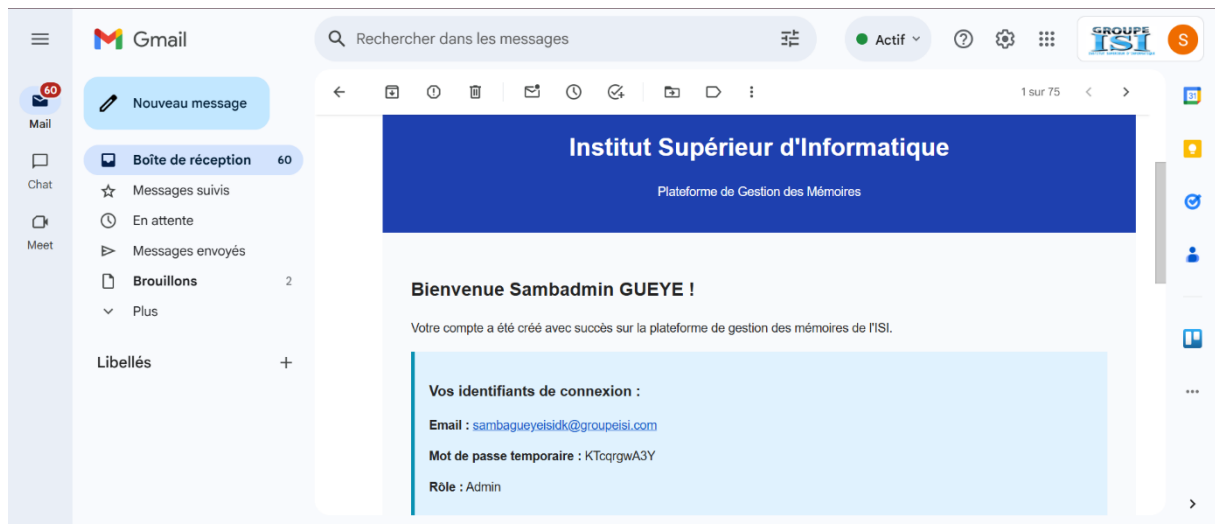 Gmail
Rechercher dans les messages
Actif
GROUPE
ISI
S
60
Mail
Chat
Meet
Nouveau message
Boîte de réception 60
Messages suivis
En attente
Messages envoyés
Brouillons 2
Plus
Libellés
1 sur 75
31
Institut Supérieur d'Informatique
Plateforme de Gestion des Mémoires
Bienvenue Sambadmin GUEYE !
Votre compte a été créé avec succès sur la plateforme de gestion des mémoires de l'ISI.
Vos identifiants de connexion :
Email : sambagueyeisidk@groupeisi.com
Mot de passe temporaire : KTcqrgwA3Y
Rôle : Admin